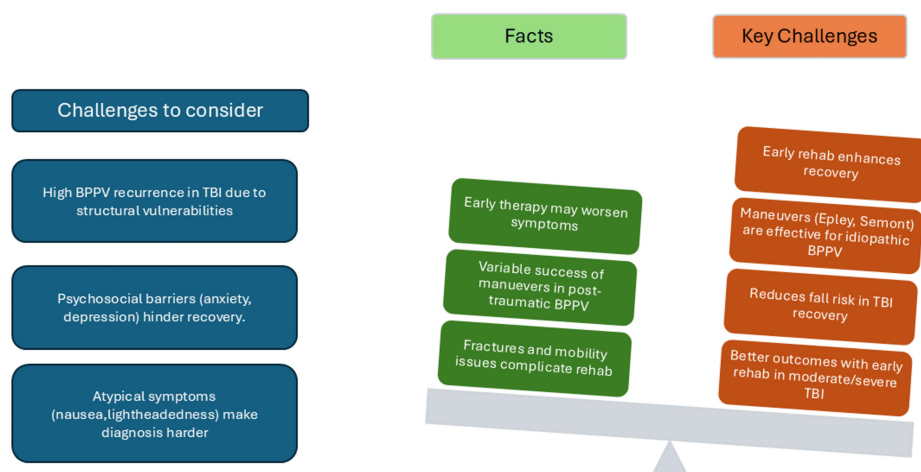 Challenges to consider
High BPPV recurrence in TBI due to
structural vulnerabilities
Psychosocial barriers (anxiety,
depression) hinder recovery.
Atypical symptoms
(nausea,lightheadedness) make
diagnosis harder
Facts
Early therapy may worsen
symptoms
Variable success of
manuevers in post-
traumatic BPPV
Fractures and mobility
issues complicate rehab
Key Challenges
Early rehab enhances
recovery
Maneuvers (Epley, Semont)
are effective for idiopathic
BPPV
Reduces fall risk in TBI
recovery
Better outcomes with early
rehab in moderate/severe
TBI